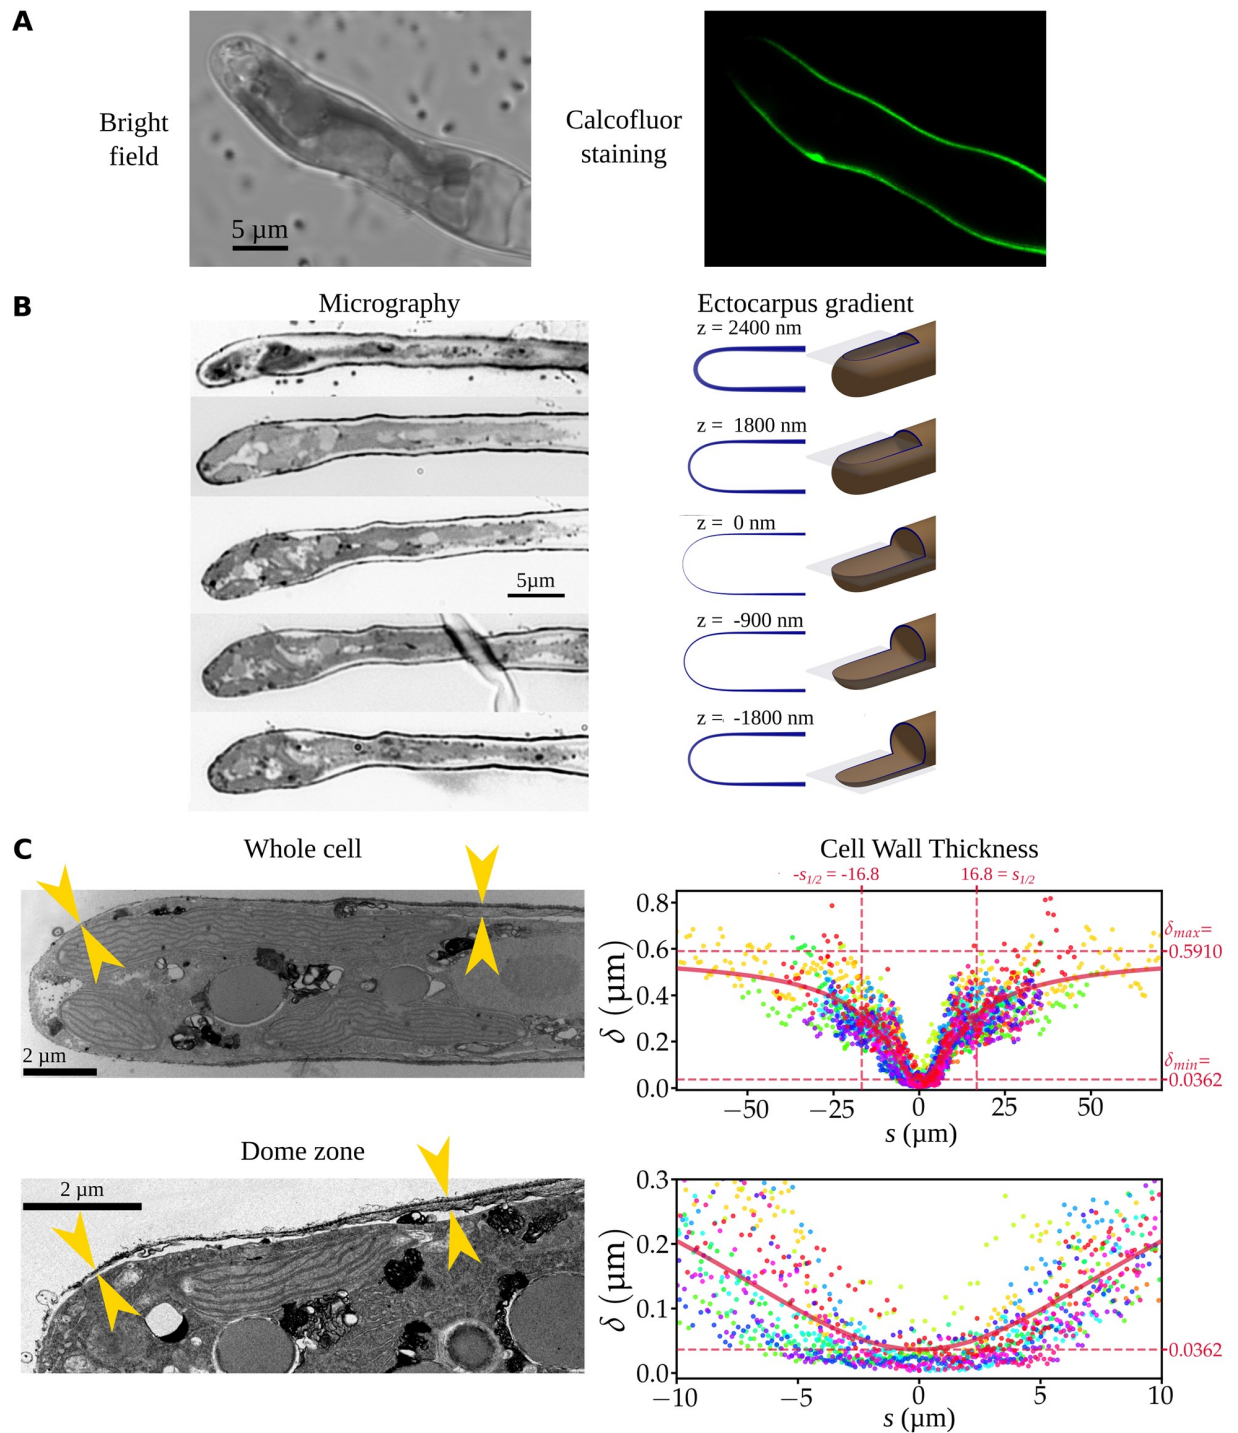 A
Bright
field
5 µm
Calcofluor
staining
B
Micrography
Ectocarpus gradient
z = 2400 nm
z = 1800 nm
z = 0 nm
5µm
z = -900 nm
z = -1800 nm
C
Whole cell
2 µm
Cell Wall Thickness
-s1/2 = -16.8
16.8 = s1/2
δmax=
0.5910
δmin=
0.0362
0.8
0.6
0.4
0.2
0.0
δ (µm)
−50
−25
0
25
50
s (µm)
Dome zone
2 µm
0.3
0.2
0.1
0.0
δ (µm)
0.0362
−10
−5
0
5
10
s (µm)